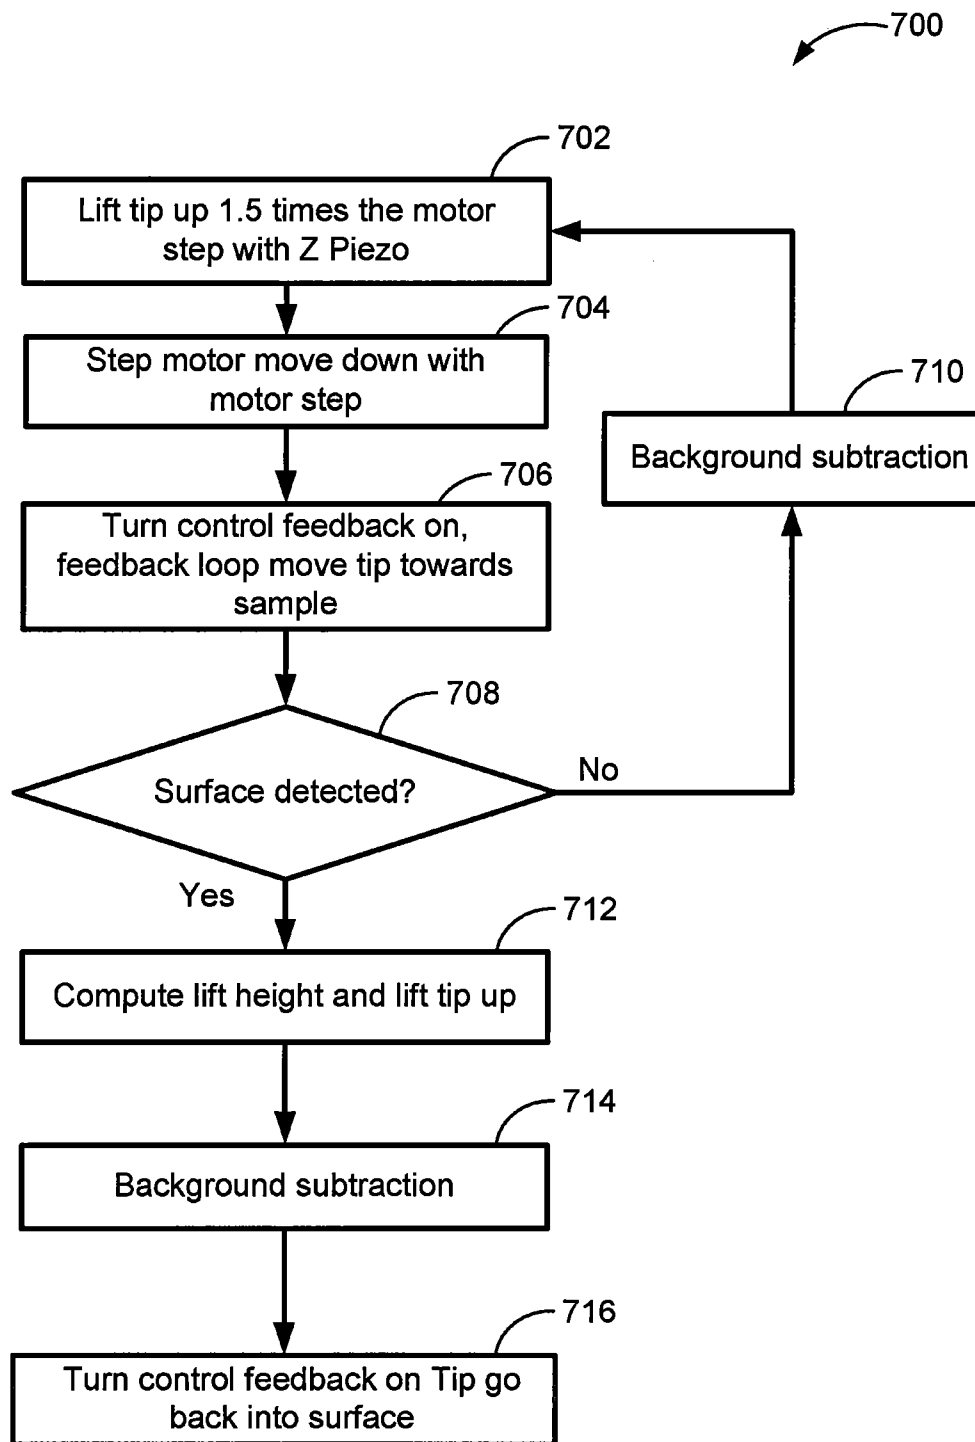 700
702
Lift tip up 1.5 times the motor
step with Z Piezo
704
Step motor move down with
motor step
710
Background subtraction
706
Turn control feedback on,
feedback loop move tip towards
sample
708
Surface detected?
No
Yes
712
Compute lift height and lift tip up
714
Background subtraction
716
Turn control feedback on Tip go
back into surface